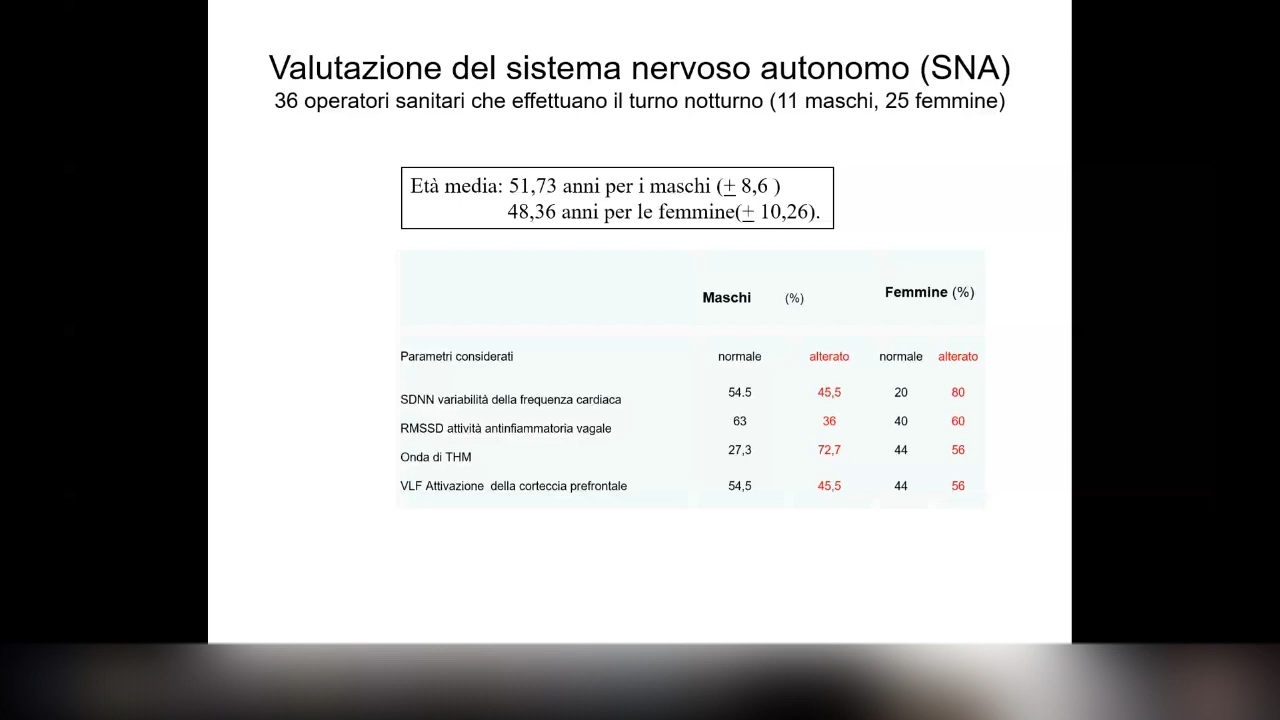 Valutazione del sistema nervoso autonomo (SNA)
36 operatori sanitari che effettuano il turno notturno (11 maschi, 25 femmine)
Età media: 51,73 anni per i maschi (± 8,6 )
48,36 anni per le femmine(± 10,26).
Maschi (%) Femmine (%)
Parametri considerati normale alterato normale alterato
SDNN variabilità della frequenza cardiaca 54.5 45,5 20 80
RMSSD attività antinfiammatoria vagale 63 36 40 60
Onda di THM 27,3 72,7 44 56
VLF Attivazione della corteccia prefrontale 54,5 45,5 44 56